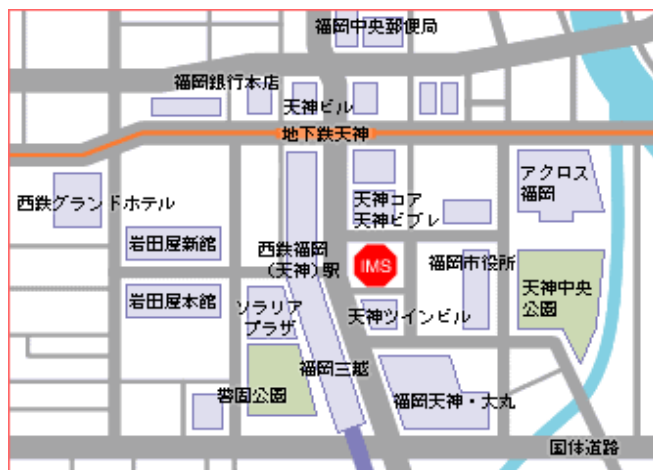 福岡中央郵便局
福岡銀行本店
天神ビル
地下鉄天神
西鉄グランドホテル
天神コア
天神ビブレ
アクロス
福岡
岩田屋新館
西鉄福岡
（天神）駅
IMS
福岡市役所
天神中央
公園
岩田屋本館
ソラリア
プラザ
天神ツインビル
福岡三越
警固公園
福岡天神・大丸
国体道路